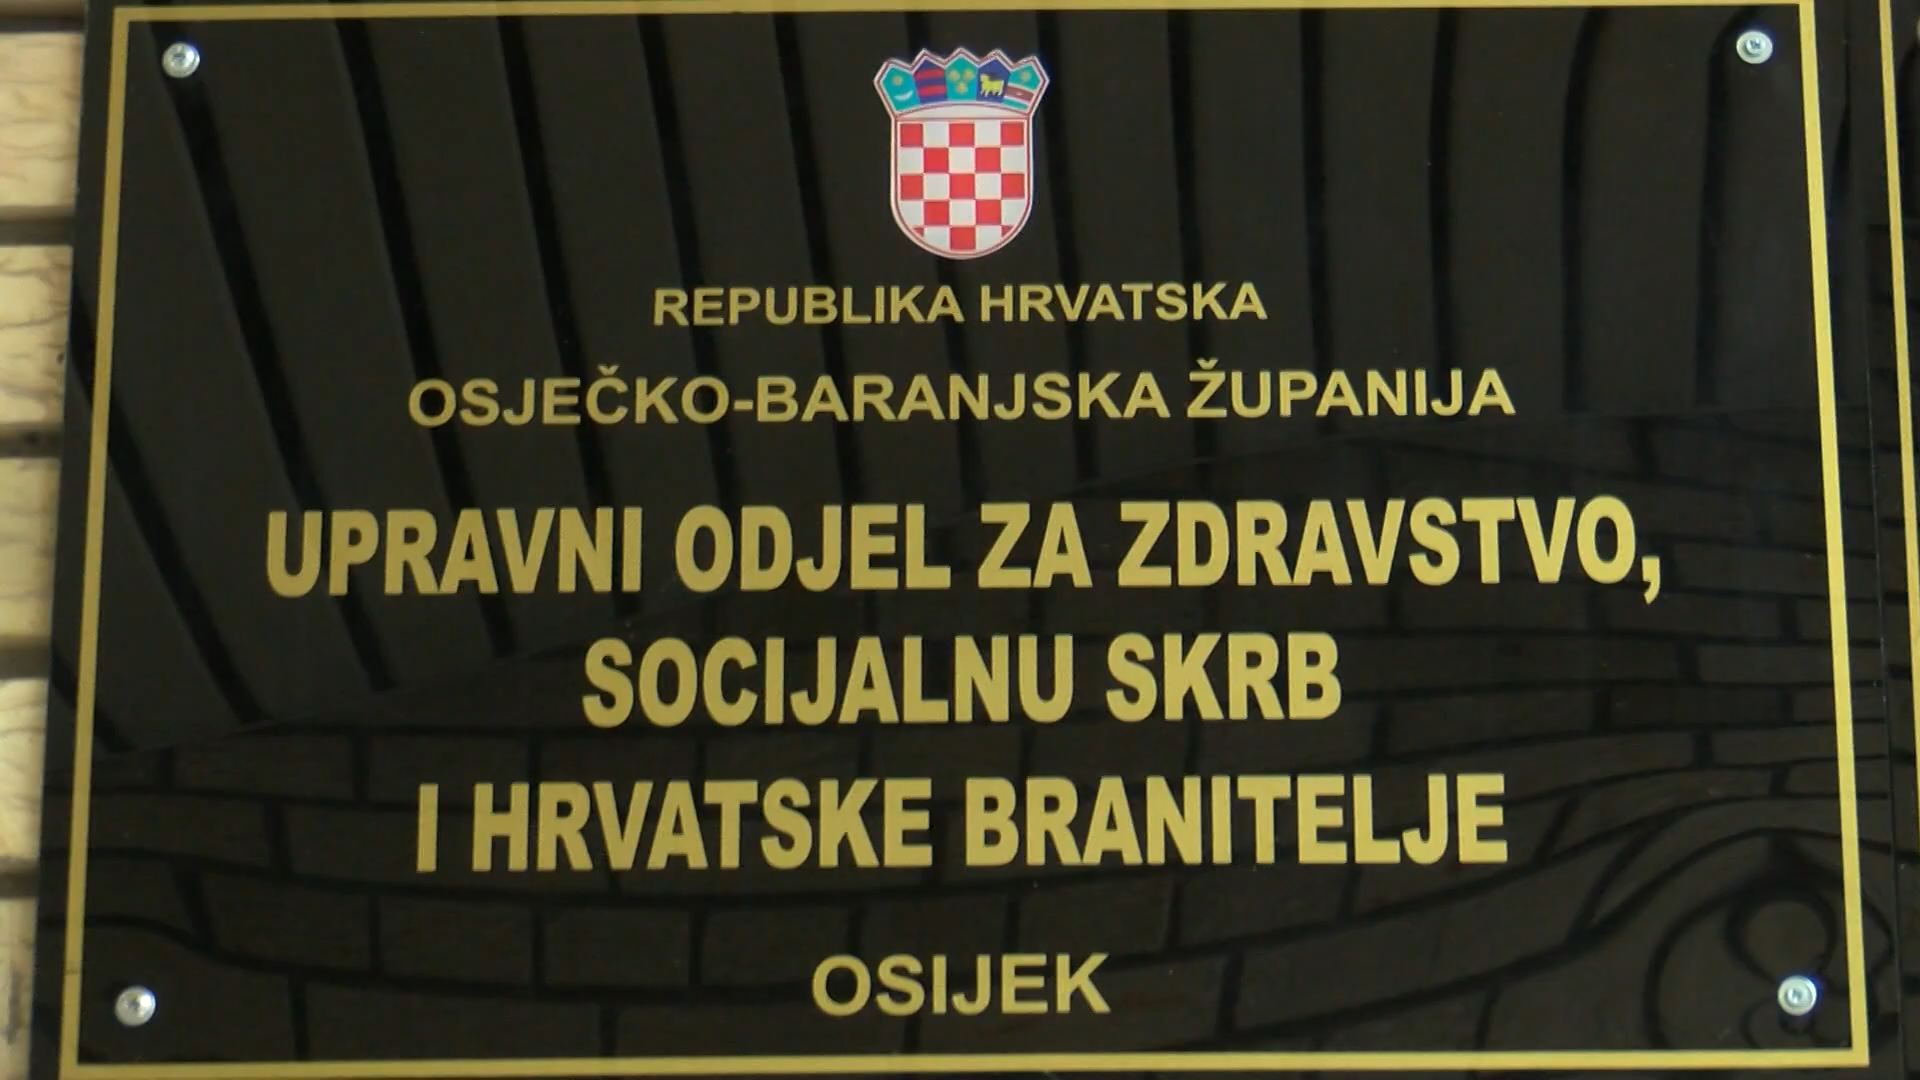 REPUBLIKA HRVATSKA
OSJEČKO-BARANJSKA ŽUPANIJA
UPRAVNI ODJEL ZA ZDRAVSTVO,
SOCIJALNU SKRB
I HRVATSKE BRANITELJE
OSIJEK